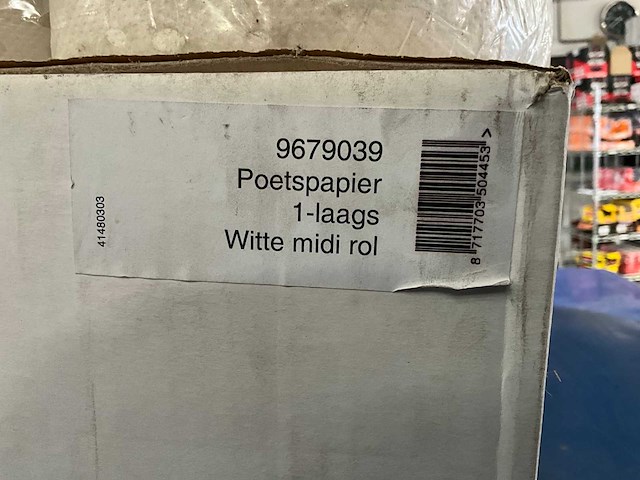 9679039
Poetspapier
1-laags
Witte midi rol
41480303
8 717703 504453 >